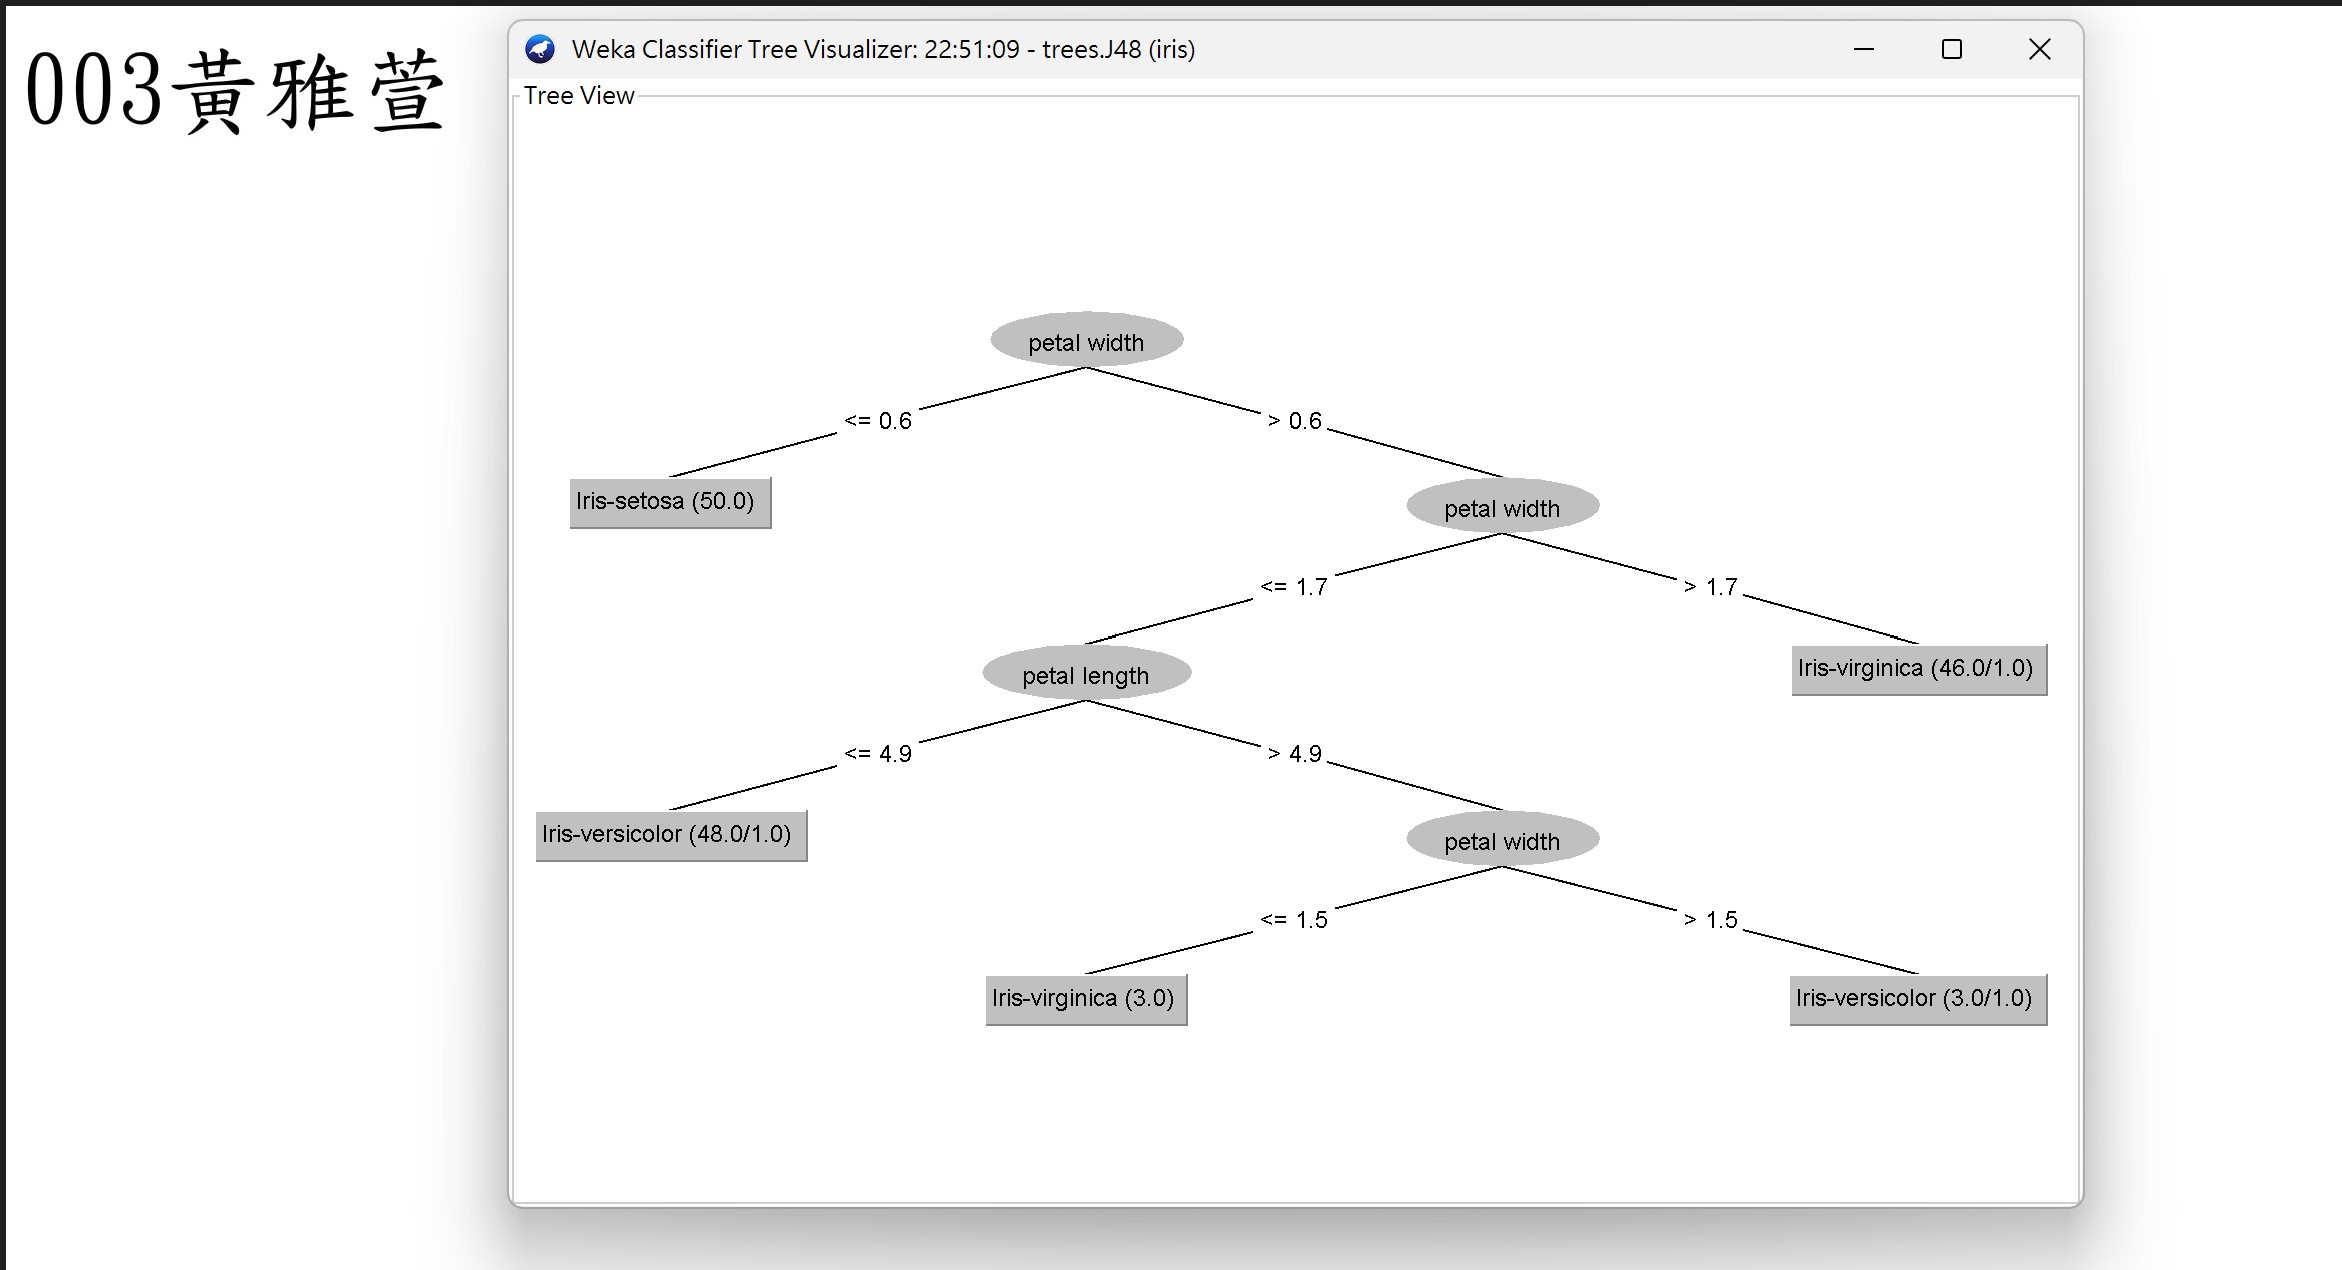 003黃雅萱
Weka Classifier Tree Visualizer: 22:51:09 - trees.J48 (iris)
Tree View
petal width
<= 0.6
> 0.6
Iris-setosa (50.0)
petal width
<= 1.7
> 1.7
petal length
Iris-virginica (46.0/1.0)
<= 4.9
> 4.9
Iris-versicolor (48.0/1.0)
petal width
<= 1.5
> 1.5
Iris-virginica (3.0)
Iris-versicolor (3.0/1.0)